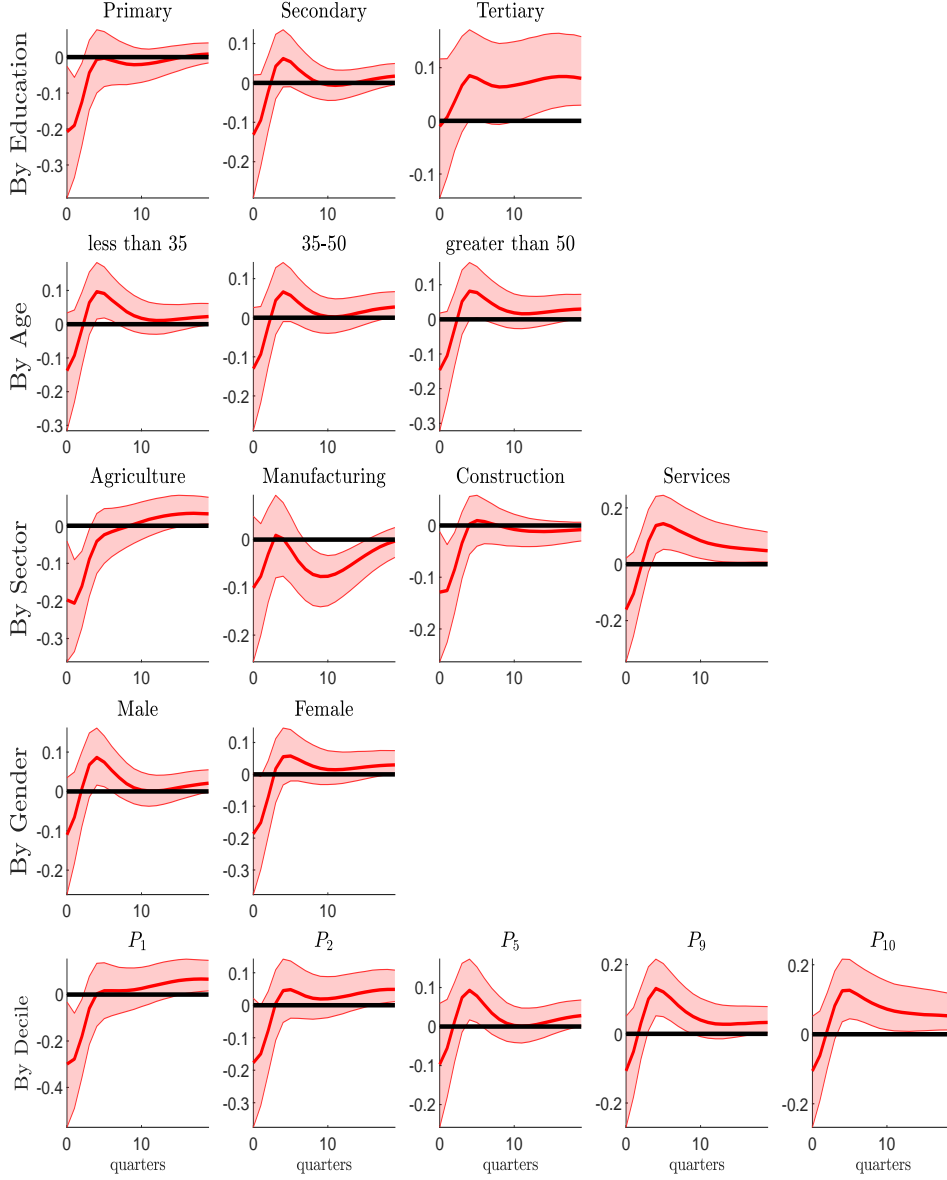 Primary Secondary Tertiary
By Education
0 -0.1 -0.2 -0.3
0.1 0 -0.1 -0.2
0.1 0 -0.1
0 10 0 10 0 10
less than 35 35-50 greater than 50
By Age
0.1 0 -0.1 -0.2 -0.3
0.1 0 -0.1 -0.2
0.1 0 -0.1 -0.2 -0.3
0 10 0 10 0 10
Agriculture Manufacturing Construction Services
By Sector
0 -0.1 -0.2 -0.3
0 -0.2
0 -0.1 -0.2
0.2 0 -0.2
0 10 0 10 0 10 0 10
Male Female
By Gender
0.1 0 -0.1 -0.2
0.1 0 -0.1 -0.2 -0.3
0 10 0 10
P₁ P₂ P₅ P₉ P₁₀
By Decile
0 -0.2 -0.4
0.1 0 -0.1 -0.2 -0.3
0.1 0 -0.1 -0.2
0.2 0 -0.2
0.2 0 -0.2
0 10 0 10 0 10 0 10 0 10
quarters quarters quarters quarters quarters